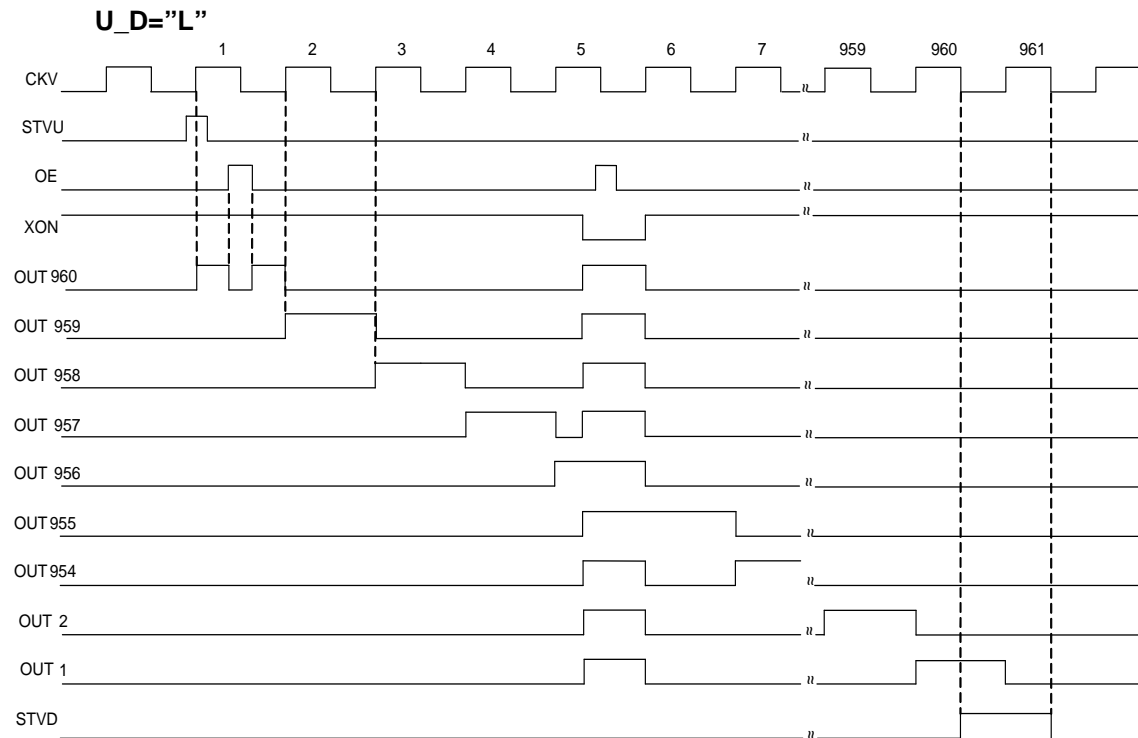 U_D="L"
1 2 3 4 5 6 7 959 960 961
CKV
STVU
OE
XON
OUT 960
OUT 959
OUT 958
OUT 957
OUT 956
OUT 955
OUT 954
OUT 2
OUT 1
STVD